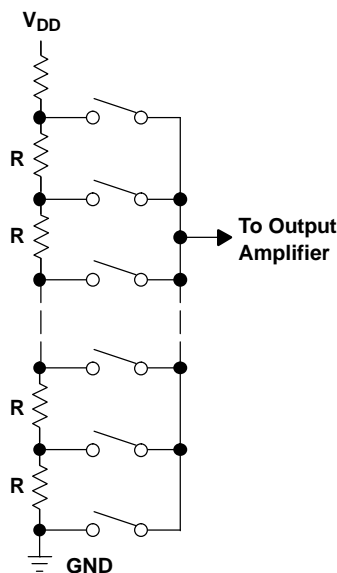 VDD
R
R
To Output
Amplifier
R
R
GND